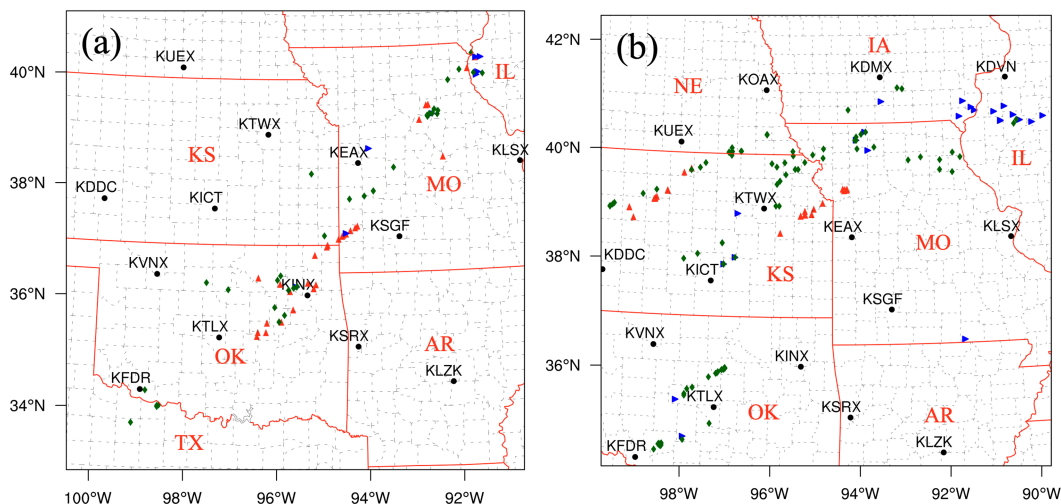 (a)
KUEX
40°N
IL
KTWX
KS
KEAX
KLSX
38°N
MO
KDDC
KICT
KSGF
KVNX
36°N
KINX
KTLX
KSRX
OK
AR
KLZK
KFDR
34°N
TX
100°W 98°W 96°W 94°W 92°W
(b)
42°N
IA
KDMX
KDVN
KOAX
NE
KUEX
40°N
IL
KTWX
KEAX
KLSX
38°N
MO
KDDC
KICT
KS
KSGF
KVNX
36°N
KINX
KTLX
OK
KSRX
AR
KFDR
KLZK
98°W 96°W 94°W 92°W 90°W